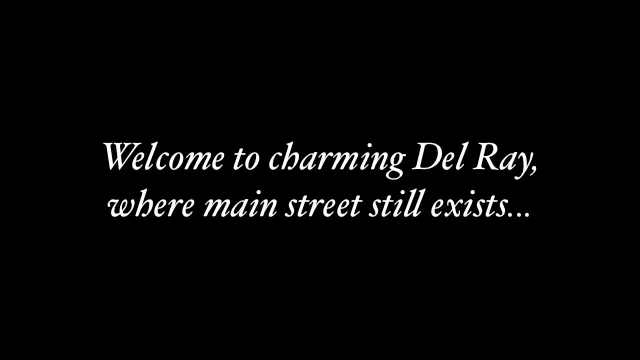 Welcome to charming Del Ray,
where main street still exists...